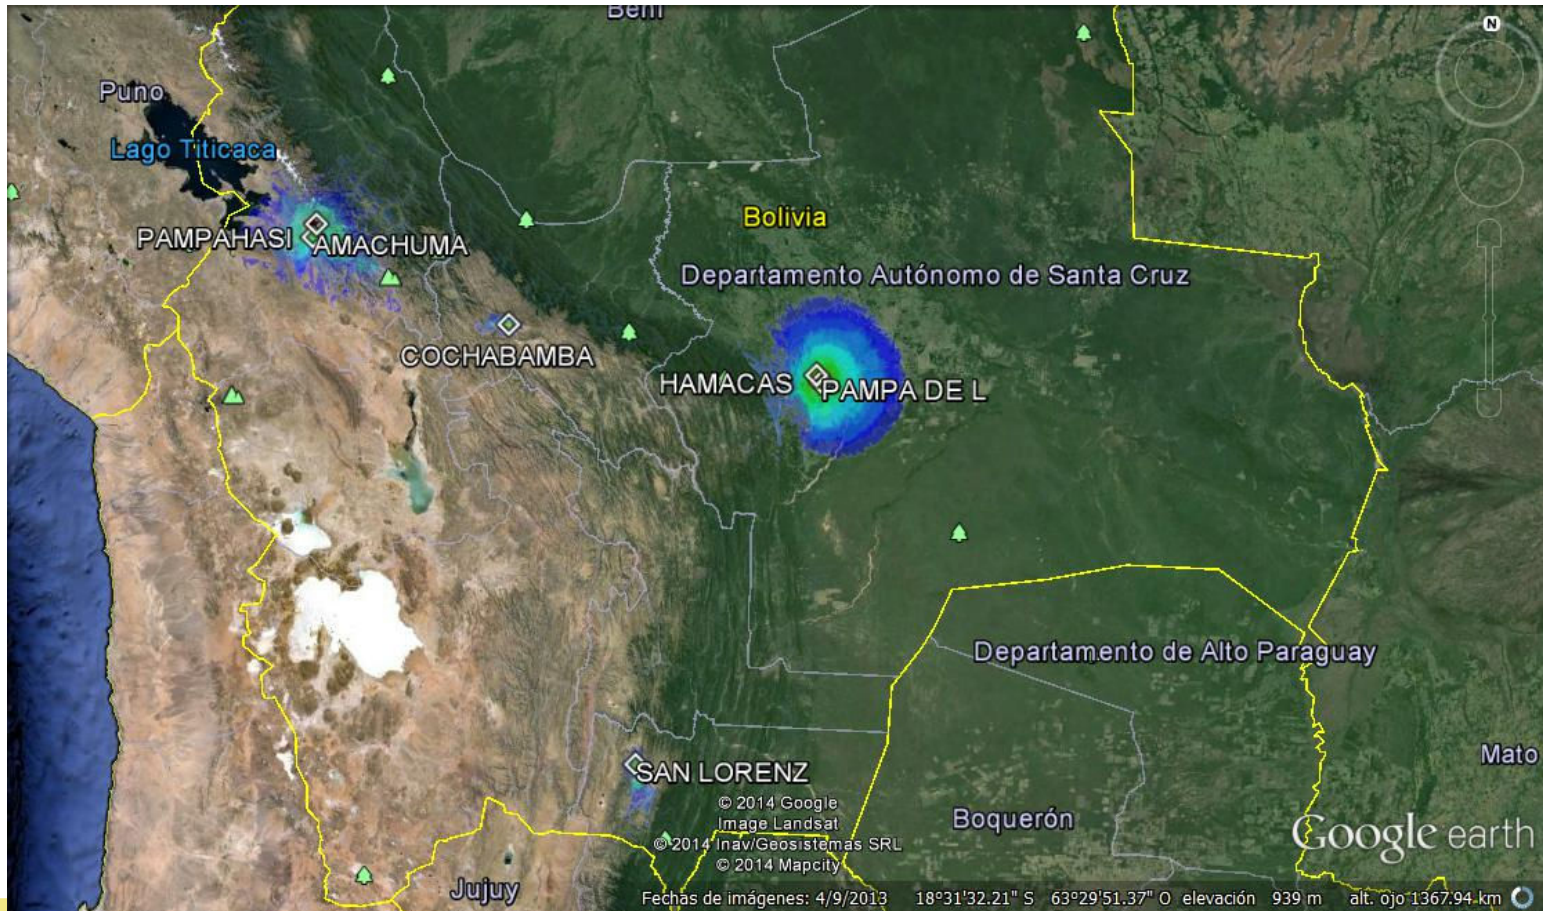 Beni
N
Puno
Lago Titicaca
Bolivia
PAMPAHASI
AMACHUMA
Departamento Autónomo de Santa Cruz
COCHABAMBA
HAMACAS
PAMPA DE L
Departamento de Alto Paraguay
Mato
SAN LORENZ
© 2014 Google
Image Landsat
© 2014 Inav/Geosistemas SRL
© 2014 Mapcity
Boquerón
Google earth
Jujuy
Fechas de imágenes: 4/9/2013 18°31'32.21" S 63°29'51.37" O elevación 939 m alt. ojo 1367.94 km